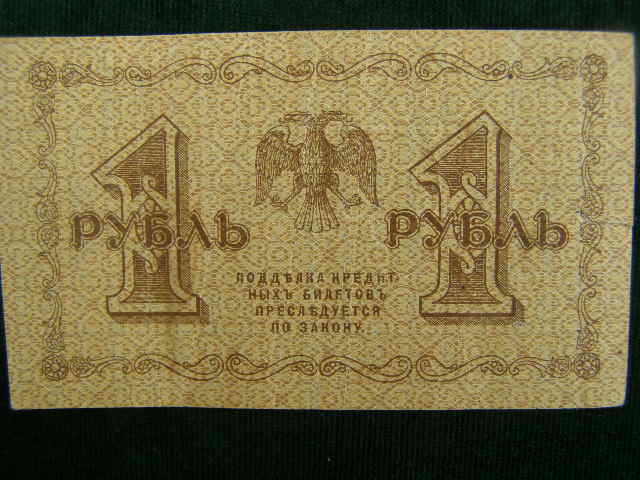 1 1
РУБЛЬ РУБЛЬ
ПОДДѢЛКА КРЕДИТ
НЫХЪ БИЛЕТОВЪ
ПРЕСЛѢДУЕТСЯ
ПО ЗАКОНУ.